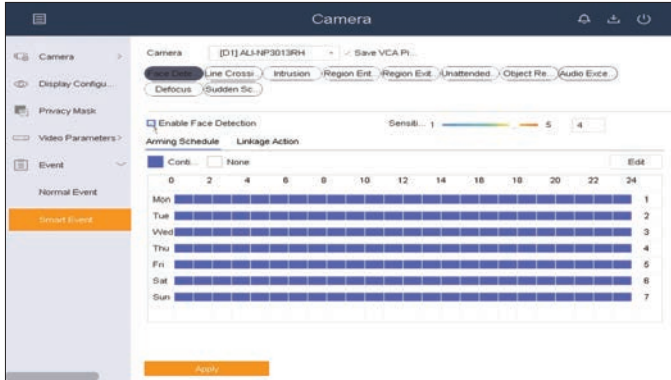 Camera
Camera
Display Configu...
Privacy Mask
Video Parameters
Event
Normal Event
Smart Event
Camera [D1] ALI-NP3013RH Save VCA Pi...
Face Dete... Line Crossi... Intrusion Region Ent... Region Exit... Unattended... Object Re... Audio Exce...
Defocus Sudden Sc...
Enable Face Detection Sensiti... 1 5 4
Arming Schedule Linkage Action
Conti... None Edit
0 2 4 6 8 10 12 14 16 18 20 22 24
Mon 1
Tue 2
Wed 3
Thu 4
Fri 5
Sat 6
Sun 7
Apply